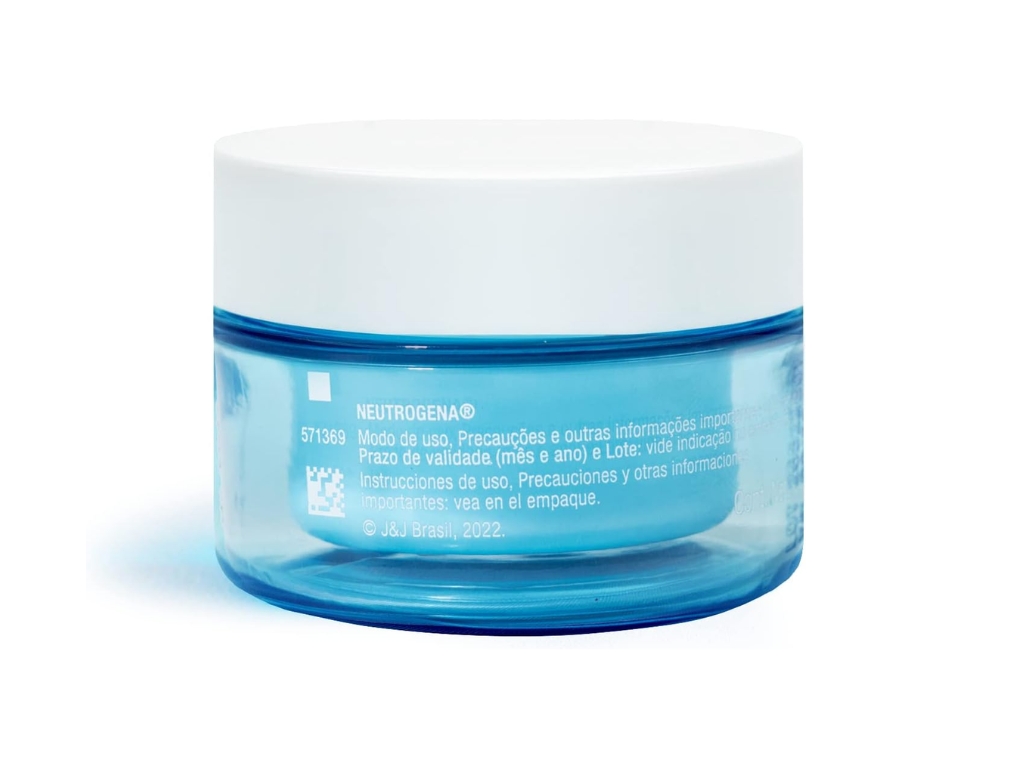 NEUTROGENA®
571369
Modo de uso, Precauções e outras informações
Prazo de validade (mês e ano) e Lote: vide indicação
Instrucciones de uso, Precauciones y otras
importantes: vea en el empaque.
© J&J Brasil, 2022.